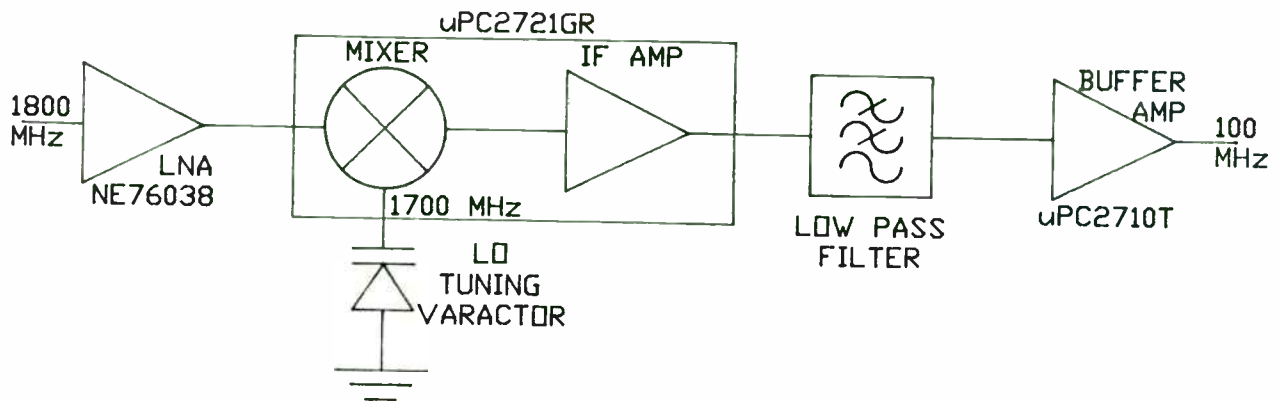 uPC2721GR
MIXER
IF AMP
1800
MHz
LNA
NE76038
1700 MHz
LO
TUNING
VARACTOR
LOW PASS
FILTER
BUFFER
AMP
uPC2710T
100
MHz